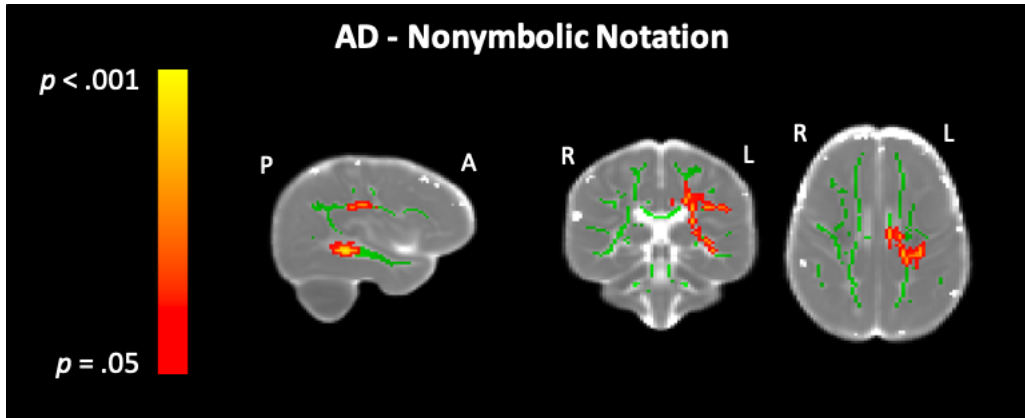 AD - Nonymbolic Notation
p < .001
p = .05
P A
R L
R L